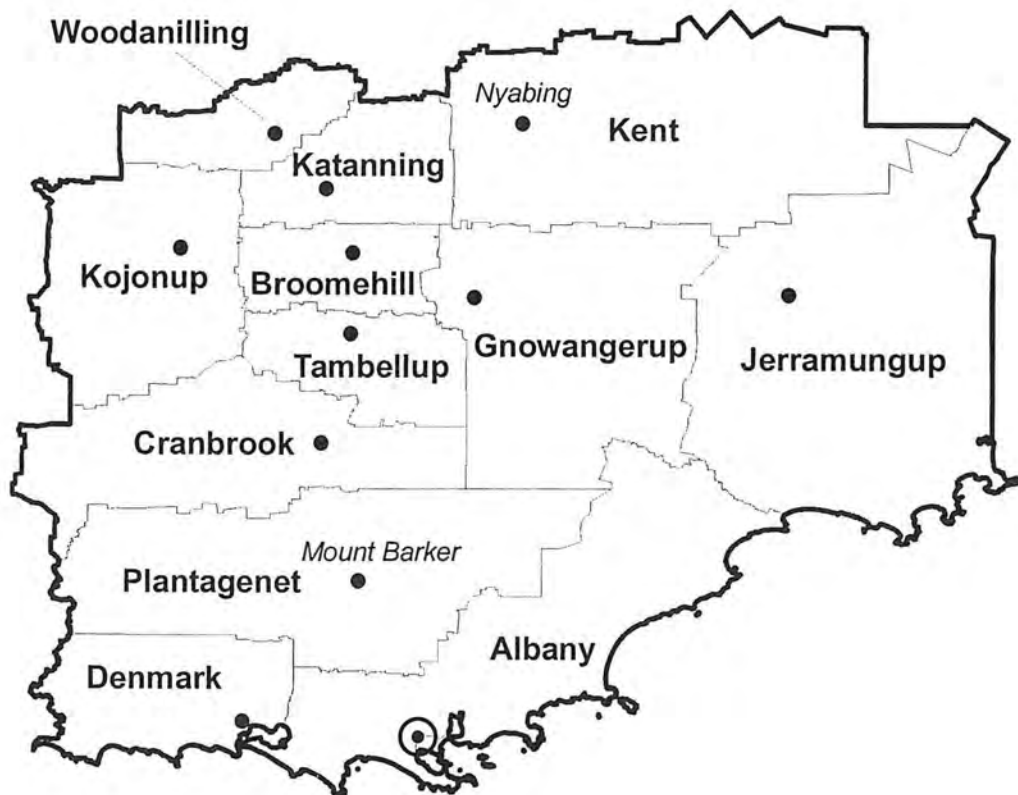 Woodanilling
Nyabing
Kent
Katanning
Kojonup
Broomehill
Gnowangerup
Jerramungup
Tambellup
Cranbrook
Mount Barker
Plantagenet
Albany
Denmark